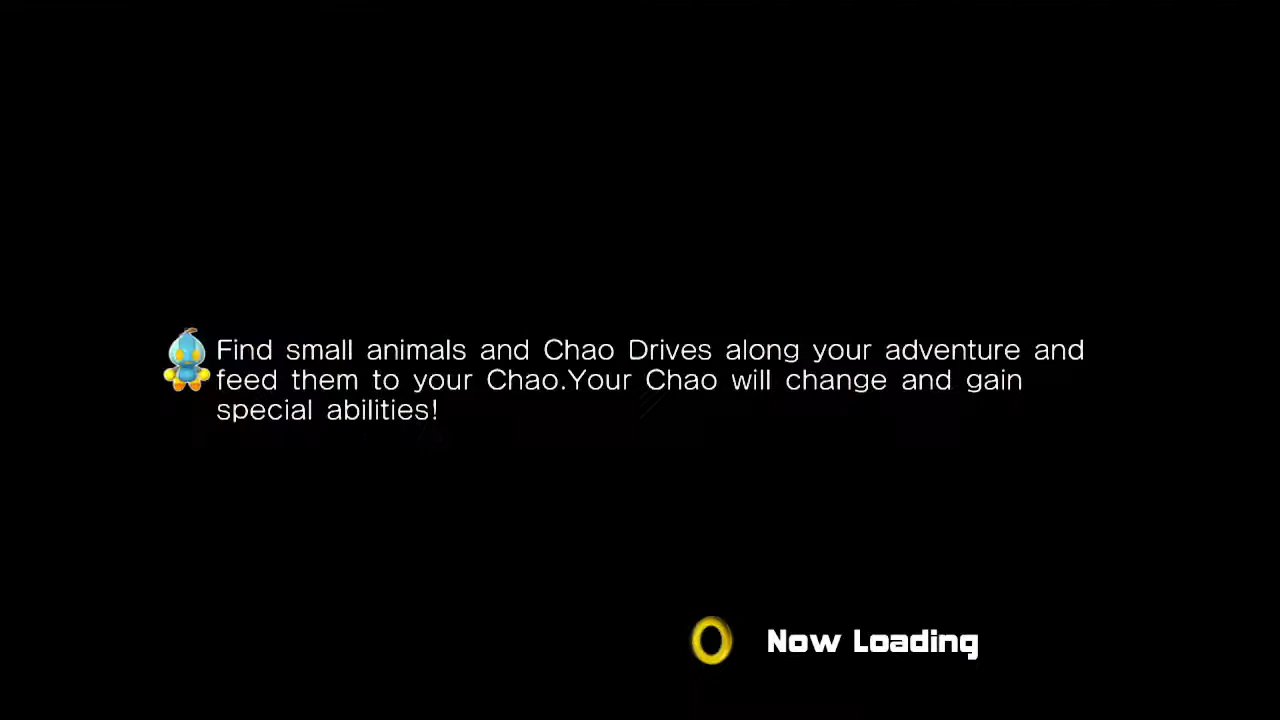 Find small animals and Chao Drives along your adventure and
feed them to your Chao.Your Chao will change and gain
special abilities!
Now Loading